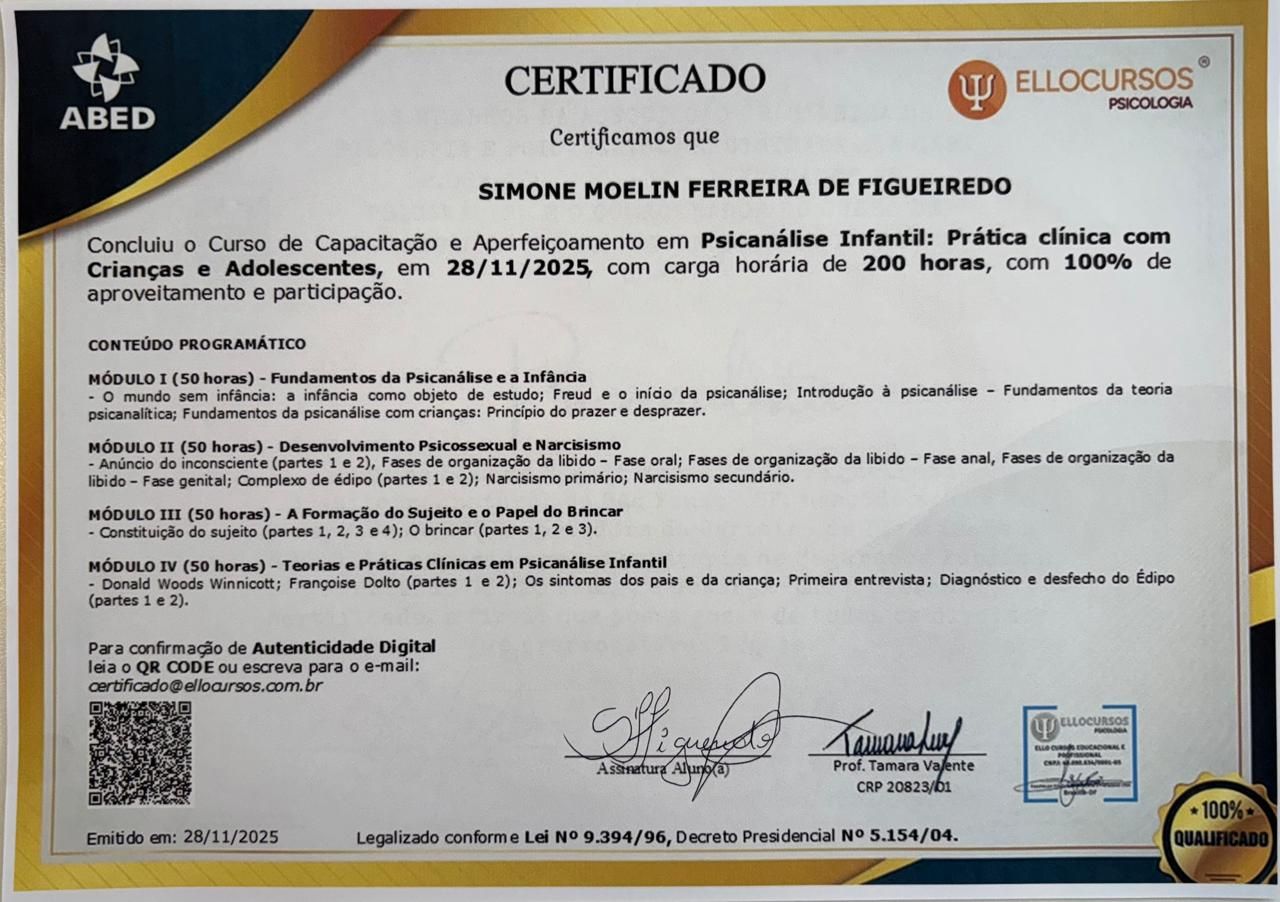 ABED
CERTIFICADO
ELLOCURSOS®
PSICOLOGIA
Certificamos que
SIMONE MOELIN FERREIRA DE FIGUEIREDO
Concluiu o Curso de Capacitação e Aperfeiçoamento em Psicanálise Infantil: Prática clínica com
Crianças e Adolescentes, em 28/11/2025, com carga horária de 200 horas, com 100% de
aproveitamento e participação.
CONTEÚDO PROGRAMÁTICO
MÓDULO I (50 horas) - Fundamentos da Psicanálise e a Infância
- O mundo sem infância: a infância como objeto de estudo; Freud e o início da psicanálise; Introdução à psicanálise – Fundamentos da teoria
psicanalítica; Fundamentos da psicanálise com crianças: Princípio do prazer e desprazer.
MÓDULO II (50 horas) - Desenvolvimento Psicossexual e Narcisismo
- Anúncio do inconsciente (partes 1 e 2), Fases de organização da libido – Fase oral; Fases de organização da libido – Fase anal, Fases de organização da
libido – Fase genital; Complexo de édipo (partes 1 e 2); Narcisismo primário; Narcisismo secundário.
MÓDULO III (50 horas) - A Formação do Sujeito e o Papel do Brincar
- Constituição do sujeito (partes 1, 2, 3 e 4); O brincar (partes 1, 2 e 3).
MÓDULO IV (50 horas) - Teorias e Práticas Clínicas em Psicanálise Infantil
- Donald Woods Winnicott; Françoise Dolto (partes 1 e 2); Os sintomas dos pais e da criança; Primeira entrevista; Diagnóstico e desfecho do Édipo
(partes 1 e 2).
Para confirmação de Autenticidade Digital
leia o QR CODE ou escreva para o e-mail:
certificado@ellocursos.com.br
Assinatura Aluno(a)
Prof. Tamara Valente
CRP 20823/01
ELLOCURSOS
PSICOLOGIA
ELLO CURSOS EDUCACIONAL E
PROFISSIONAL
Brasília-DF
Emitido em: 28/11/2025
Legalizado conforme Lei Nº 9.394/96, Decreto Presidencial Nº 5.154/04.
100%
QUALIFICADO